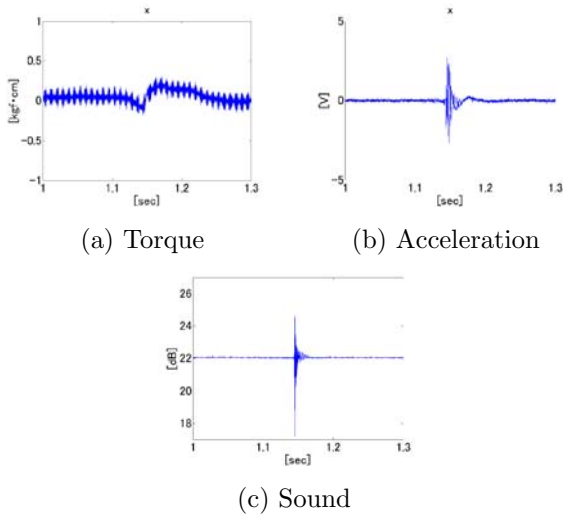 x
1
0.5
0
-0.5
-1
[kgf·cm]
1 1.1 1.2 1.3
[sec]
(a) Torque
x
5
0
-5
[V]
1 1.1 1.2 1.3
[sec]
(b) Acceleration
26
24
22
20
18
[dB]
1 1.1 1.2 1.3
[sec]
(c) Sound